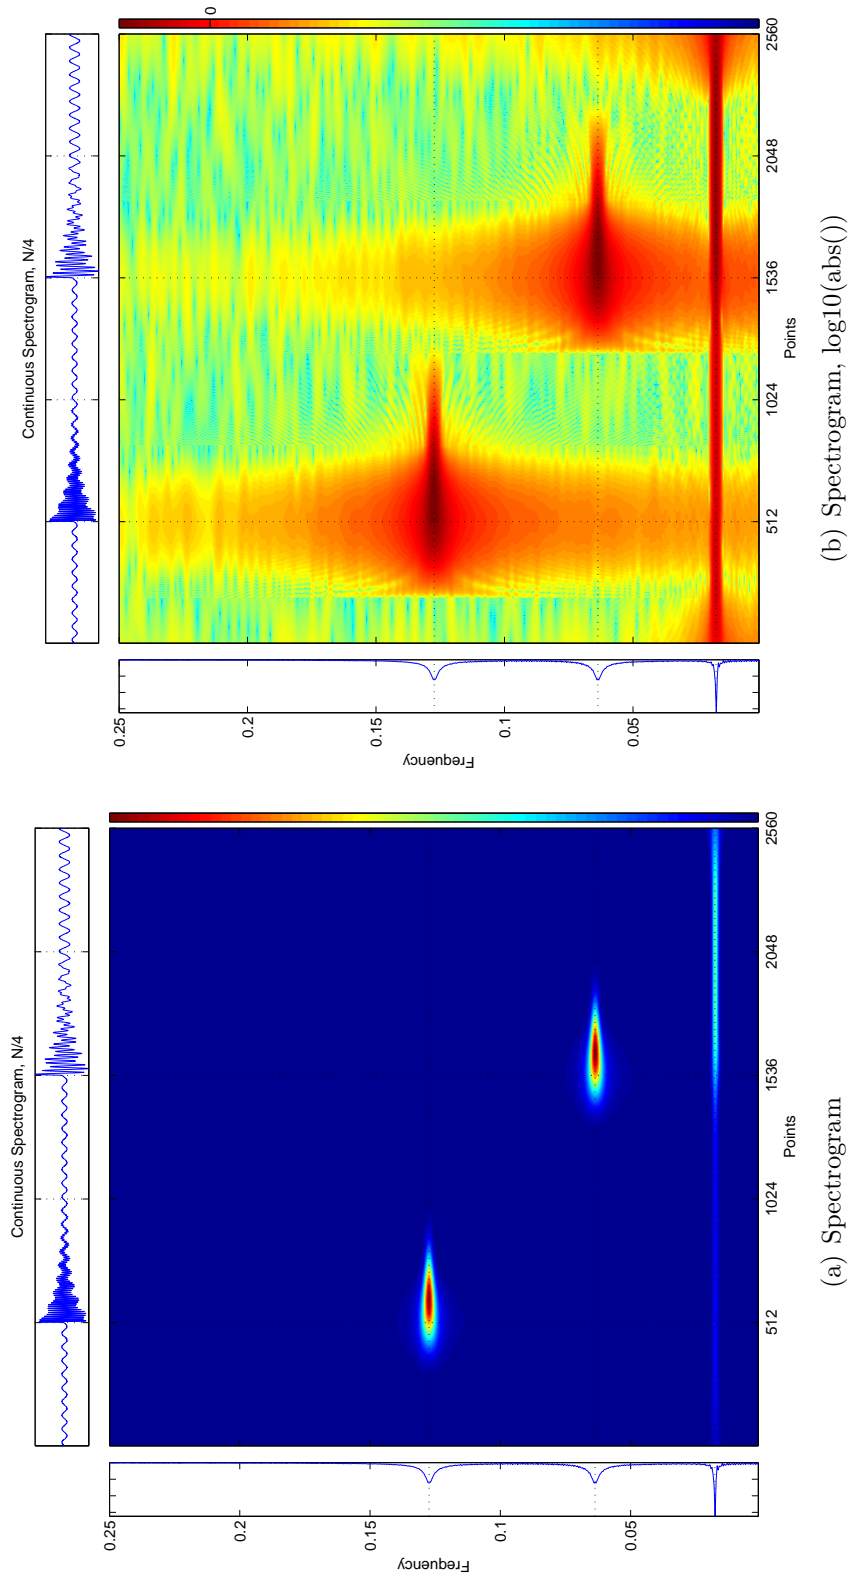 Continuous Spectrogram, N/4
0.25
0.2
0.15
0.1
0.05
Frequency
512
1024
1536
2048
2560
Points
(a) Spectrogram
Continuous Spectrogram, N/4
0
0.25
0.2
0.15
0.1
0.05
Frequency
512
1024
1536
2048
2560
Points
(b) Spectrogram, log10(abs())